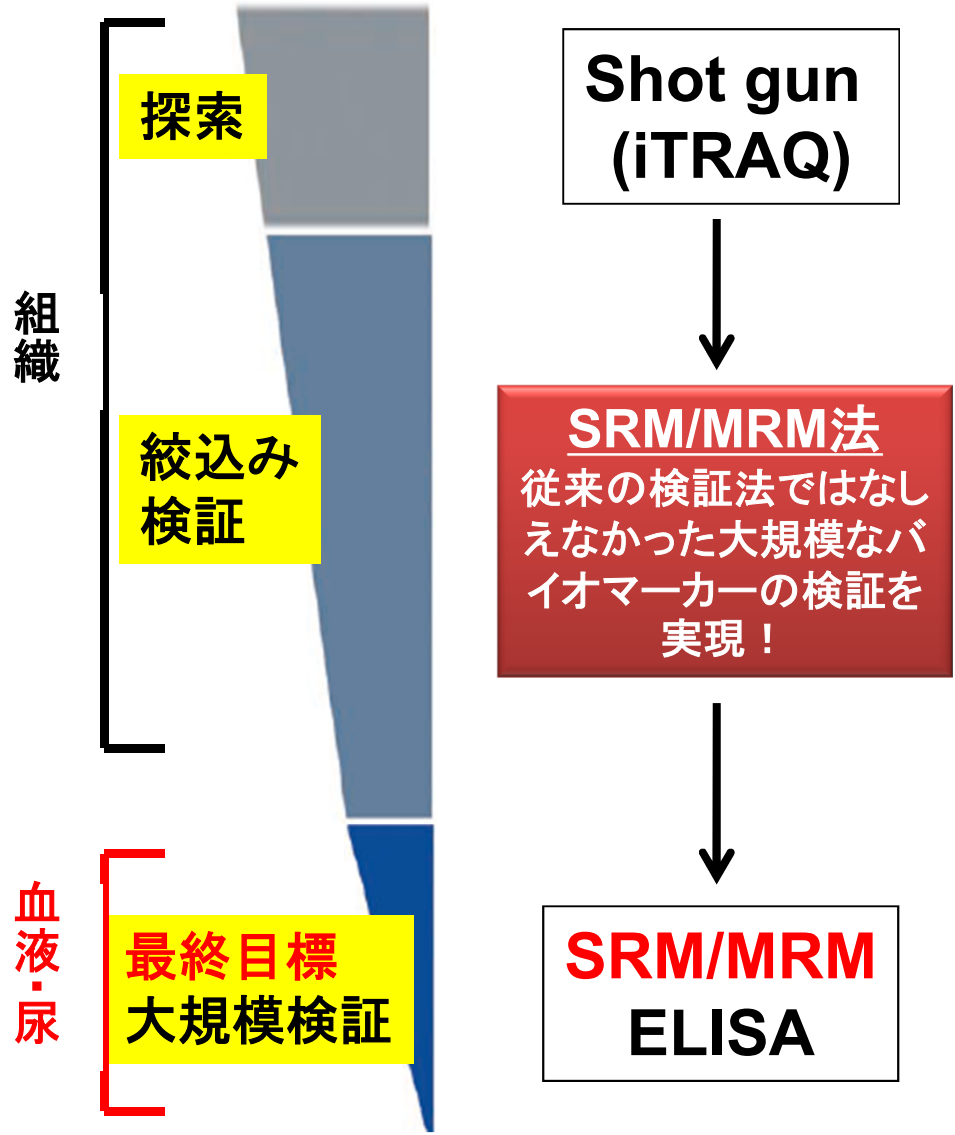 探索
Shot gun
(iTRAQ)
組織
絞込み
検証
SRM/MRM法
従来の検証法ではなし
えなかった大規模なバ
イオマーカーの検証を
実現！
血液・尿
最終目標
大規模検証
SRM/MRM
ELISA